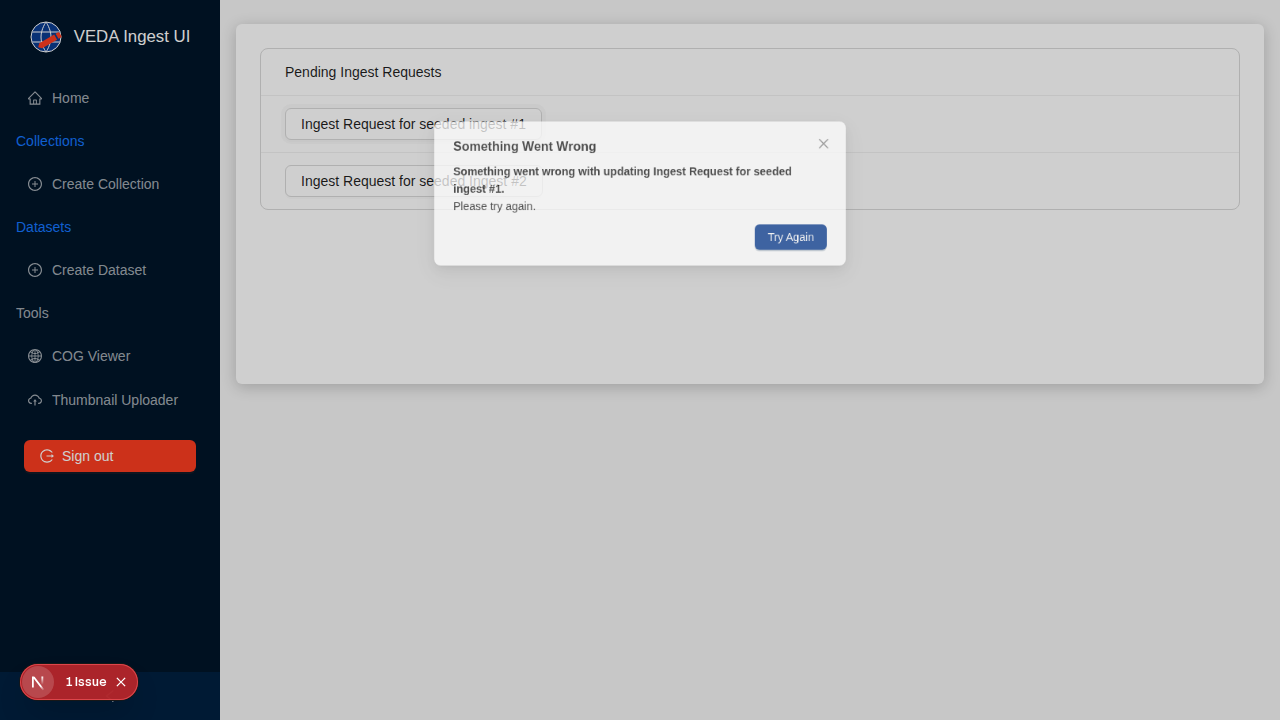 VEDA Ingest UI
Home
Collections
Create Collection
Datasets
Create Dataset
Tools
COG Viewer
Thumbnail Uploader
Sign out
1 Issue
Pending Ingest Requests
Ingest Request for seeded ingest #1
Ingest Request for seeded ingest #2
Something Went Wrong
Something went wrong with updating Ingest Request for seeded
ingest #1.
Please try again.
Try Again